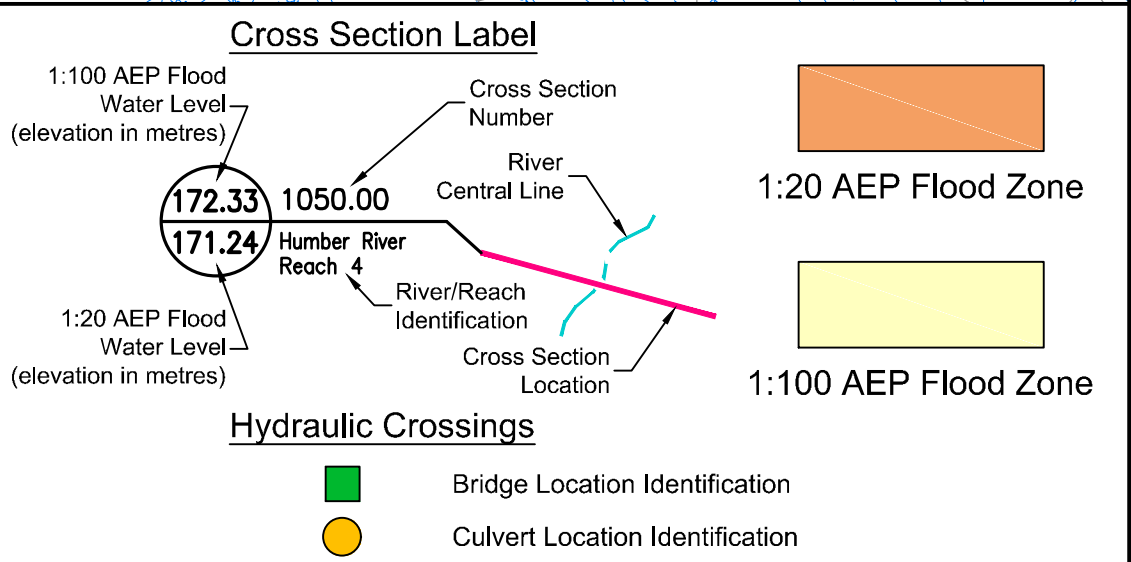 Cross Section Label
1:100 AEP Flood
Water Level
(elevation in metres)
Cross Section
Number
River
Central Line
172.33
1050.00
171.24
Humber River
Reach 4
River/Reach
Identification
1:20 AEP Flood
Water Level
(elevation in metres)
Cross Section
Location
1:20 AEP Flood Zone
1:100 AEP Flood Zone
Hydraulic Crossings
Bridge Location Identification
Culvert Location Identification